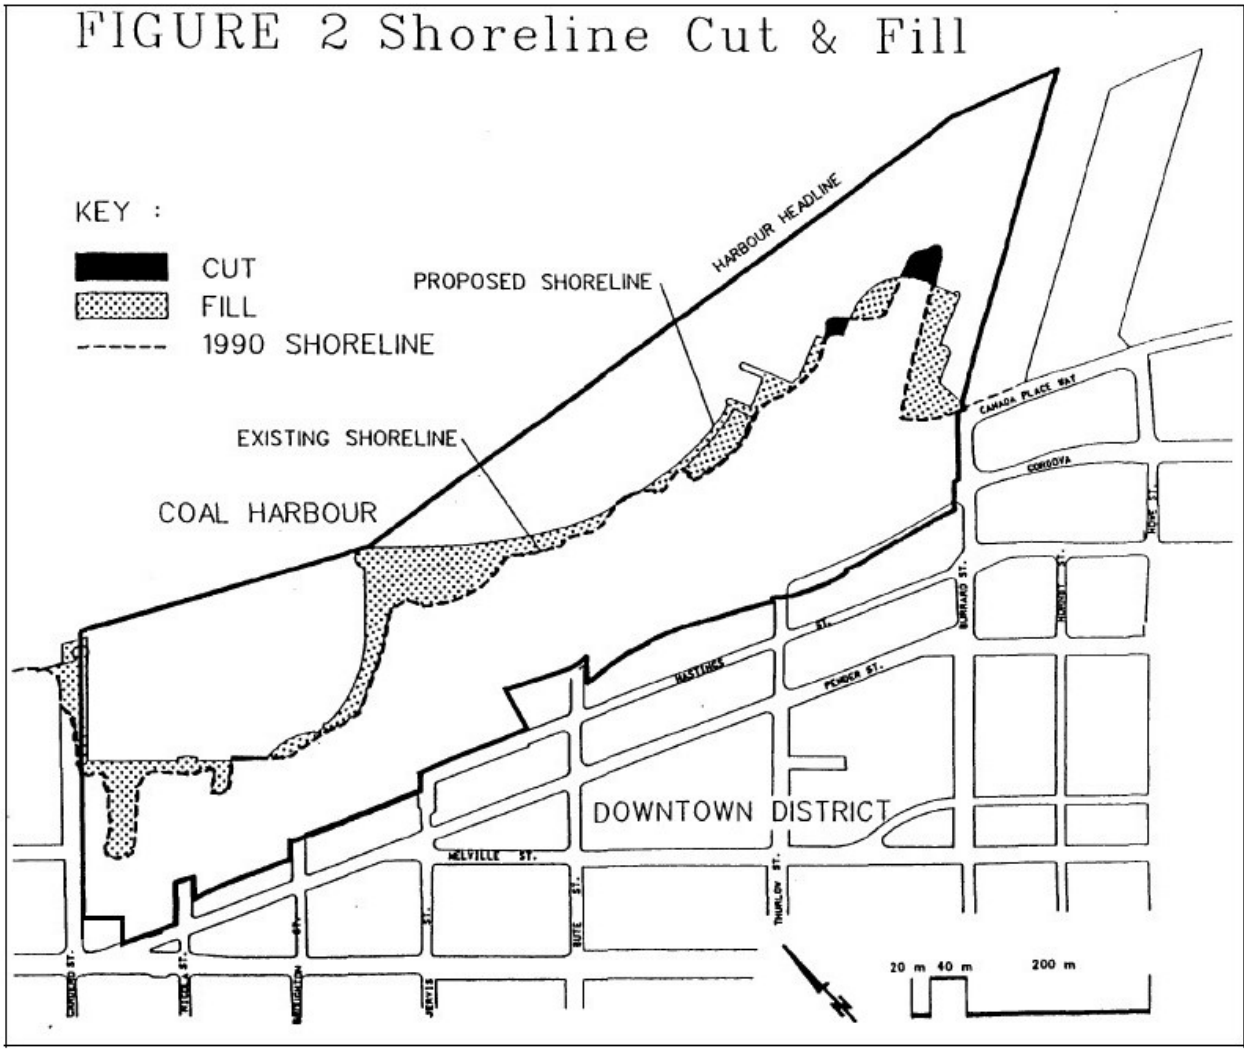 FIGURE 2 Shoreline Cut & Fill
KEY :
CUT
FILL
1990 SHORELINE
HARBOUR HEADLINE
PROPOSED SHORELINE
EXISTING SHORELINE
COAL HARBOUR
CANADA PLACE WAY
CORDOVA
HOWE ST.
BURRARD ST.
HORNBY ST.
HASTINGS ST.
PENDER ST.
DOWNTOWN DISTRICT
MELVILLE ST.
THURLOW ST.
BUTE ST.
JERVIS ST.
ST.
NICOLA ST.
CARDERO ST.
20 m 40 m 200 m
N